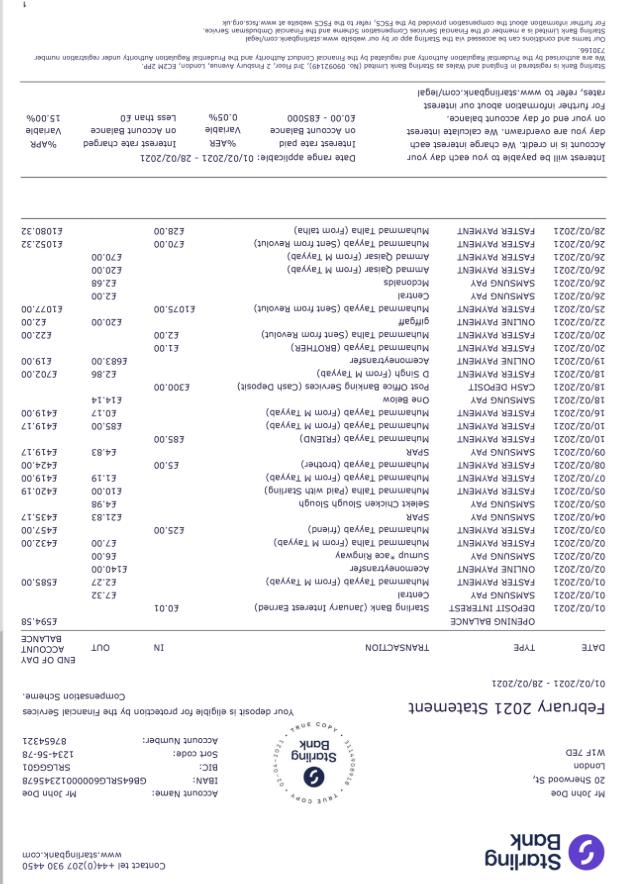 Starling
Bank
Contact tel +44(0)207 930 4450
www.starlingbank.com
Mr John Doe
20 Sherwood St,
London
W1F 7ED
TRUE COPY • 3114908918 • TRUE COPY • 02-04-2021 •
Starling
Bank
Account Name: Mr John Doe
IBAN: GB64SRLG60000012345678
BIC: SRLGGG01
Sort code: 1234-56-78
Account Number: 87654321
February 2021 Statement
01/02/2021 - 28/02/2021
Your deposit is eligible for protection by the Financial Services
Compensation Scheme.
DATE TYPE TRANSACTION IN OUT END OF DAY ACCOUNT BALANCE
OPENING BALANCE £594.58
01/02/2021 DEPOSIT INTEREST Starling Bank (January Interest Earned) £0.01
01/02/2021 SAMSUNG PAY Central £7.32
01/02/2021 FASTER PAYMENT Muhammad Tayyab (From M Tayyab) £2.27 £585.00
02/02/2021 ONLINE PAYMENT Acemoneytransfer £140.00
02/02/2021 SAMSUNG PAY Sumup *ace Ringway £6.00
02/02/2021 FASTER PAYMENT Muhammad Talha (From M Tayyab) £7.00 £432.00
03/02/2021 FASTER PAYMENT Muhammad Tayyab (friend) £25.00 £457.00
04/02/2021 SAMSUNG PAY SPAR £21.83 £435.17
05/02/2021 SAMSUNG PAY Selekt Chicken Slough Slough £4.98
05/02/2021 FASTER PAYMENT Muhammad Talha (Paid with Starling) £10.00 £420.19
07/02/2021 FASTER PAYMENT Muhammad Tayyab (From M Tayyab) £1.19 £419.00
08/02/2021 FASTER PAYMENT Muhammad Tayyab (brother) £5.00 £424.00
09/02/2021 SAMSUNG PAY SPAR £4.83 £419.17
10/02/2021 FASTER PAYMENT Muhammad Tayyab (FRIEND) £85.00
10/02/2021 FASTER PAYMENT Muhammad Tayyab (From M Tayyab) £85.00 £419.17
16/02/2021 FASTER PAYMENT Muhammad Tayyab (From M Tayyab) £0.17 £419.00
18/02/2021 SAMSUNG PAY One Below £14.14
18/02/2021 CASH DEPOSIT Post Office Banking Services (Cash Deposit) £300.00
18/02/2021 FASTER PAYMENT D Singh (From M Tayyab) £2.86 £702.00
19/02/2021 ONLINE PAYMENT Acemoneytransfer £683.00 £19.00
20/02/2021 FASTER PAYMENT Muhammad Tayyab (BROTHER) £1.00
20/02/2021 FASTER PAYMENT Muhammad Talha (Sent from Revolut) £2.00 £22.00
22/02/2021 ONLINE PAYMENT giffgaff £20.00 £2.00
25/02/2021 FASTER PAYMENT Muhammad Tayyab (Sent from Revolut) £1075.00 £1077.00
26/02/2021 SAMSUNG PAY Central £2.00
26/02/2021 SAMSUNG PAY Mcdonalds £2.68
26/02/2021 FASTER PAYMENT Ammad Qaisar (From M Tayyab) £20.00
26/02/2021 FASTER PAYMENT Ammad Qaisar (From M Tayyab) £70.00
26/02/2021 FASTER PAYMENT Muhammad Tayyab (Sent from Revolut) £70.00 £1052.32
28/02/2021 FASTER PAYMENT Muhammad Talha (From talha) £28.00 £1080.32
Interest will be payable to you each day your
Account is in credit. We charge interest each
day you are overdrawn. We calculate interest
on your end of day account balance.
For further information about our interest
rates, refer to www.starlingbank.com/legal
Date range applicable: 01/02/2021 - 28/02/2021
Interest rate paid %AER Interest rate charged %APR
on Account Balance Variable on Account Balance Variable
£0.00 - £85000 0.05% Less than £0 15.00%
Starling Bank is registered in England and Wales as Starling Bank Limited (No. 09092149), 3rd Floor, 2 Finsbury Avenue, London, EC2M 2PP.
We are authorised by the Prudential Regulation Authority and regulated by the Financial Conduct Authority and the Prudential Regulation Authority under registration number
730166.
Our terms and conditions can be accessed via the Starling app or by our website www.starlingbank.com/legal
Starling Bank Limited is a member of the Financial Services Compensation Scheme and the Financial Ombudsman Service.
For further information about the compensation provided by the FSCS, refer to the FSCS website at www.fscs.org.uk
1